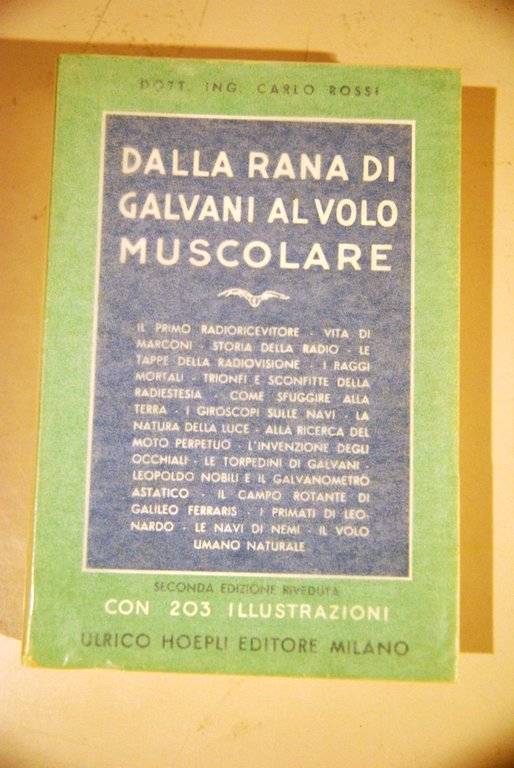 DOTT. ING. CARLO ROSSI
DALLA RANA DI
GALVANI AL VOLO
MUSCOLARE
IL PRIMO RADIORICEVITORE - VITA DI
MARCONI - STORIA DELLA RADIO - LE
TAPPE DELLA RADIOVISIONE - I RAGGI
MORTALI - TRIONFI E SCONFITTE DELLA
RADIESTESIA - COME SFUGGIRE ALLA
TERRA - I GIROSCOPI SULLE NAVI - LA
NATURA DELLA LUCE - ALLA RICERCA DEL
MOTO PERPETUO - L'INVENZIONE DEGLI
OCCHIALI - LE TORPEDINI DI GALVANI -
LEOPOLDO NOBILI E IL GALVANOMETRO
ASTATICO - IL CAMPO ROTANTE DI
GALILEO FERRARIS - I PRIMATI DI LEO-
NARDO - LE NAVI DI NEMI - IL VOLO
UMANO NATURALE
SECONDA EDIZIONE RIVEDUTA
CON 203 ILLUSTRAZIONI
ULRICO HOEPLI EDITORE MILANO